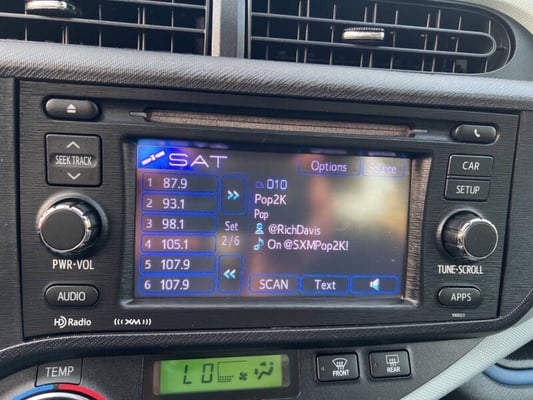 SAT
Options
Source
1 87.9
2 93.1
3 98.1
4 105.1
5 107.9
6 107.9
Set
2/6
Ch 010
Pop2K
Pop
@RichDavis
On @SXMPop2K!
SCAN
Text
SEEK TRACK
PWR•VOL
AUDIO
HD Radio
((( XM )))
CAR
SETUP
TUNE•SCROLL
APPS
TEMP
LO
FRONT
REAR